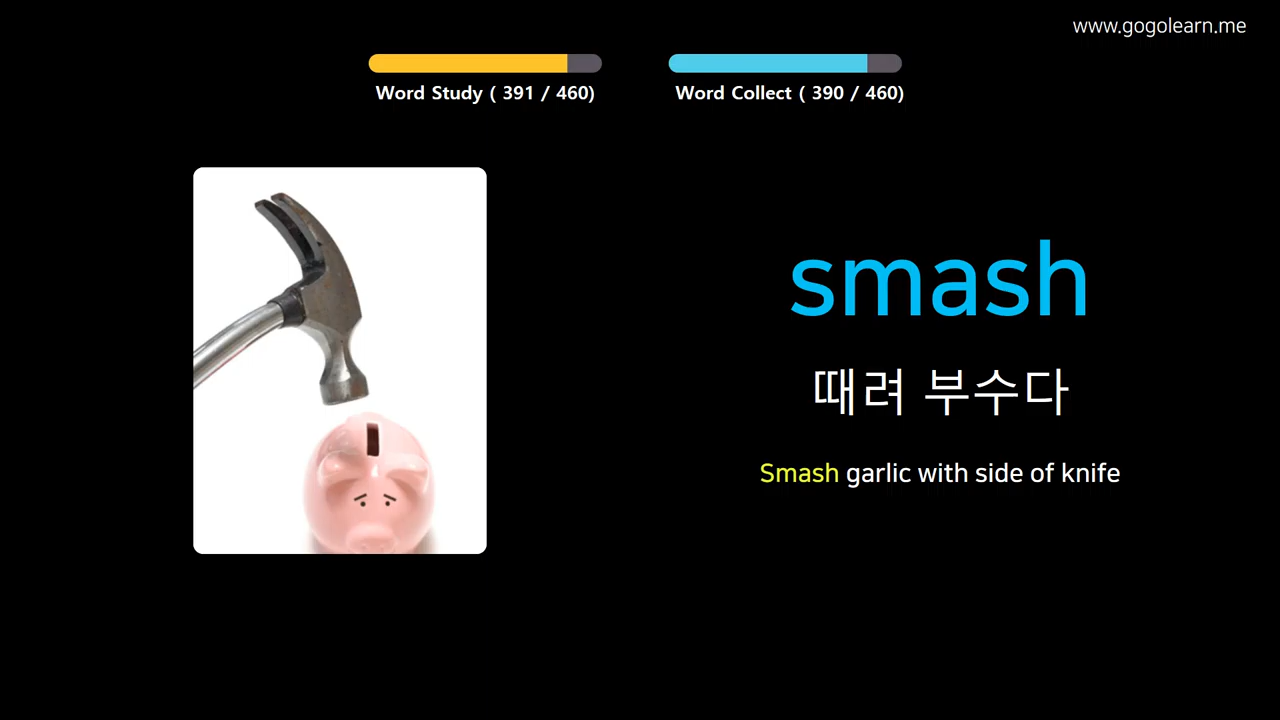 www.gogolearn.me
Word Study ( 391 / 460)
Word Collect ( 390 / 460)
smash
때려 부수다
Smash garlic with side of knife